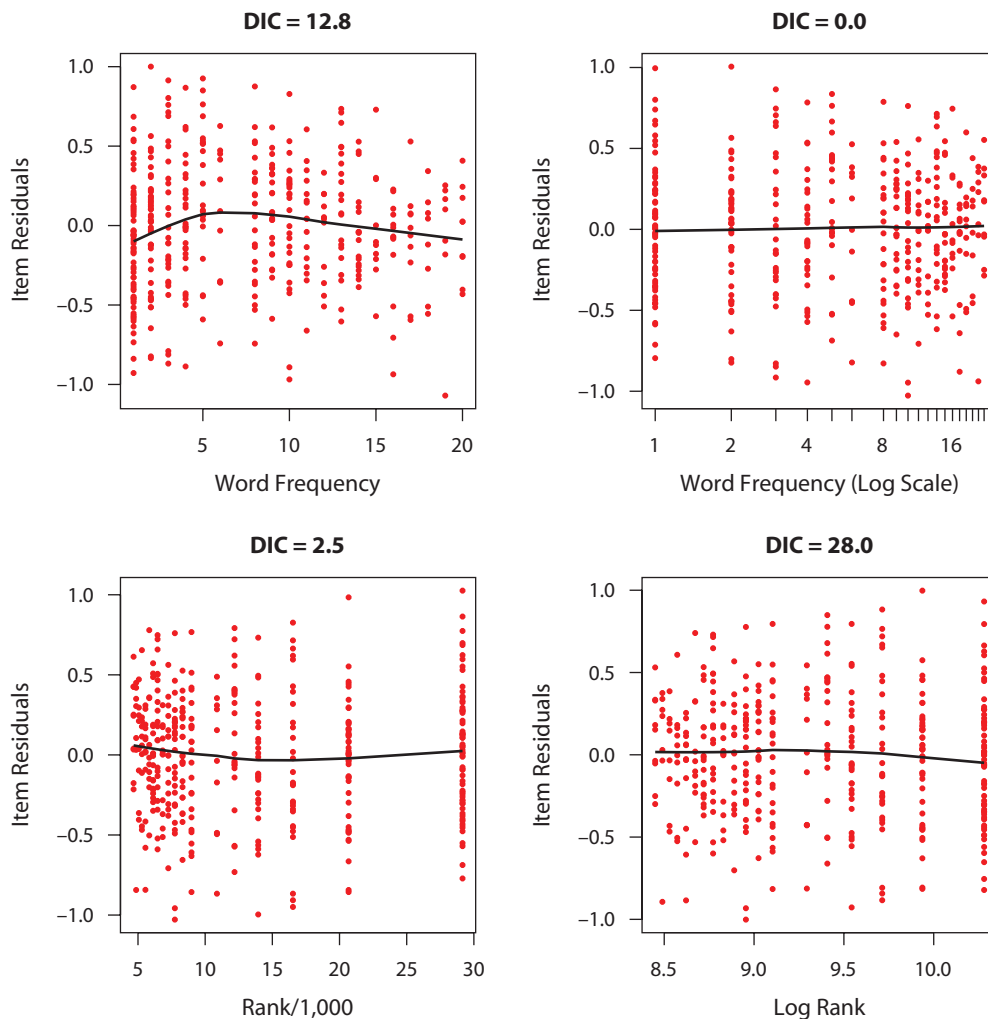 DIC = 12.8
1.0
0.5
0.0
−0.5
−1.0
Item Residuals
5 10 15 20
Word Frequency
DIC = 0.0
1.0
0.5
0.0
−0.5
−1.0
Item Residuals
1 2 4 8 16
Word Frequency (Log Scale)
DIC = 2.5
1.0
0.5
0.0
−0.5
−1.0
Item Residuals
5 10 15 20 25 30
Rank/1,000
DIC = 28.0
1.0
0.5
0.0
−0.5
−1.0
Item Residuals
8.5 9.0 9.5 10.0
Log Rank